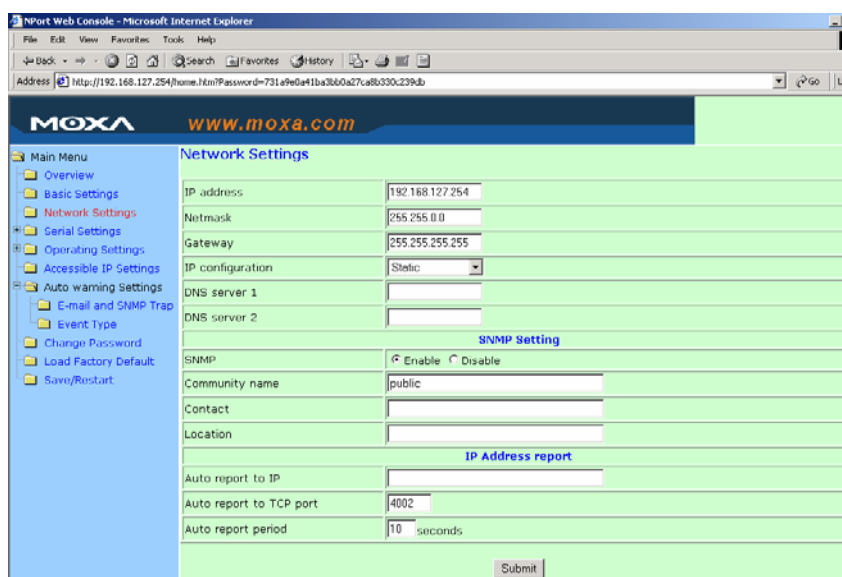 NPort Web Console - Microsoft Internet Explorer
File Edit View Favorites Tools Help
Back Search Favorites History
Address http://192.168.127.254/home.htm?Password=731a9e0a41ba3bb0a27ca8b330c239db Go
MOXA www.moxa.com
Main Menu
Overview
Basic Settings
Network Settings
Serial Settings
Operating Settings
Accessible IP Settings
Auto warning Settings
E-mail and SNMP Trap
Event Type
Change Password
Load Factory Default
Save/Restart
Network Settings
IP address 192.168.127.254
Netmask 255.255.0.0
Gateway 255.255.255.255
IP configuration Static
DNS server 1
DNS server 2
SNMP Setting
SNMP Enable Disable
Community name public
Contact
Location
IP Address report
Auto report to IP
Auto report to TCP port 4002
Auto report period 10 seconds
Submit